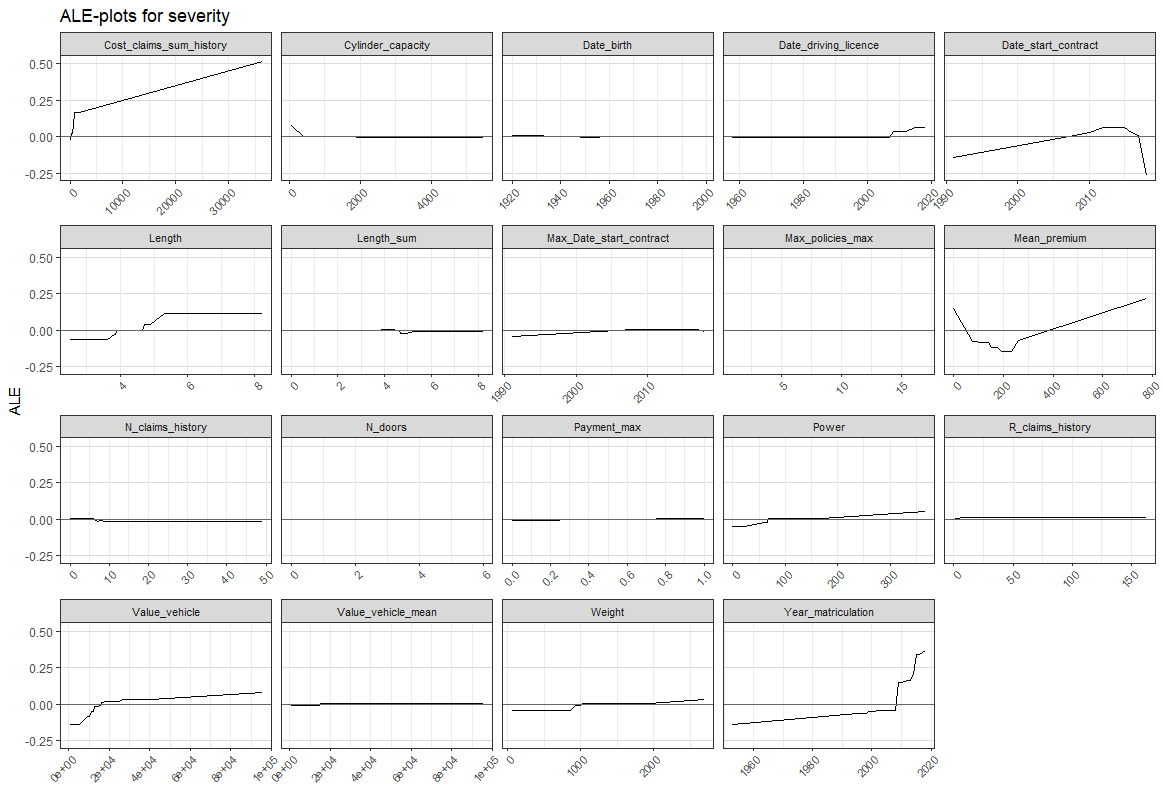 ALE-plots for severity
Cost_claims_sum_history Cylinder_capacity Date_birth Date_driving_licence Date_start_contract
0.50
0.25
0.00
-0.25
0 10000 20000 30000 0 2000 4000 1920 1940 1960 1980 2000 1960 1980 2000 2020 1990 2000 2010
Length Length_sum Max_Date_start_contract Max_policies_max Mean_premium
0.50
0.25
0.00
-0.25
4 6 8 0 2 4 6 8 1990 2000 2010 5 10 15 0 200 400 600 800
ALE
N_claims_history N_doors Payment_max Power R_claims_history
0.50
0.25
0.00
-0.25
0 10 20 30 40 50 0 2 4 6 0.0 0.2 0.4 0.6 0.8 1.0 0 100 200 300 0 50 100 150
Value_vehicle Value_vehicle_mean Weight Year_matriculation
0.50
0.25
0.00
-0.25
0e+00 2e+04 4e+04 6e+04 8e+04 1e+05 0e+00 2e+04 4e+04 6e+04 8e+04 1e+05 0 1000 2000 1960 1980 2000 2020